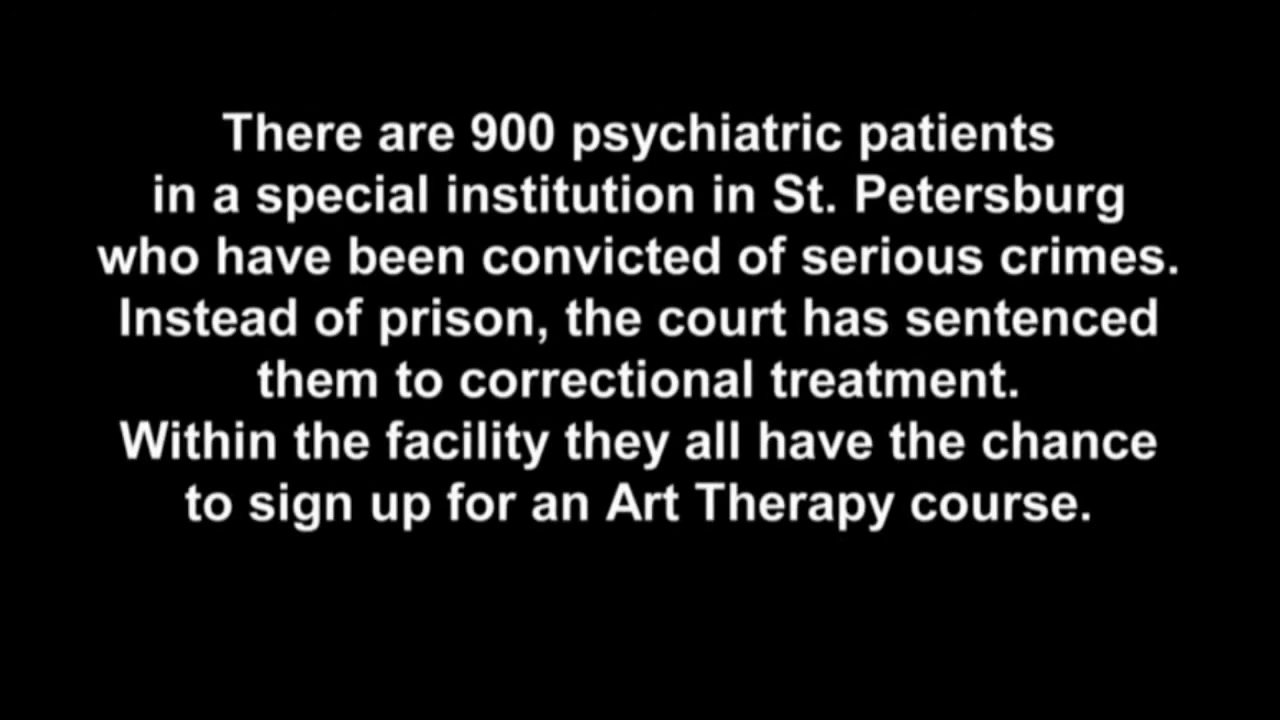 There are 900 psychiatric patients
in a special institution in St. Petersburg
who have been convicted of serious crimes.
Instead of prison, the court has sentenced
them to correctional treatment.
Within the facility they all have the chance
to sign up for an Art Therapy course.